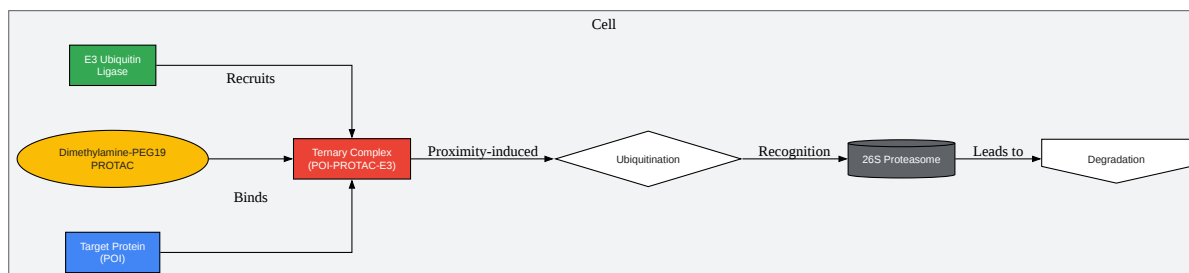 Cell
E3 Ubiquitin
Ligase
Recruits
Dimethylamine-PEG19
PROTAC
Ternary Complex
(POI-PROTAC-E3)
Proximity-induced
Ubiquitination
Recognition
26S Proteasome
Leads to
Degradation
Binds
Target Protein
(POI)